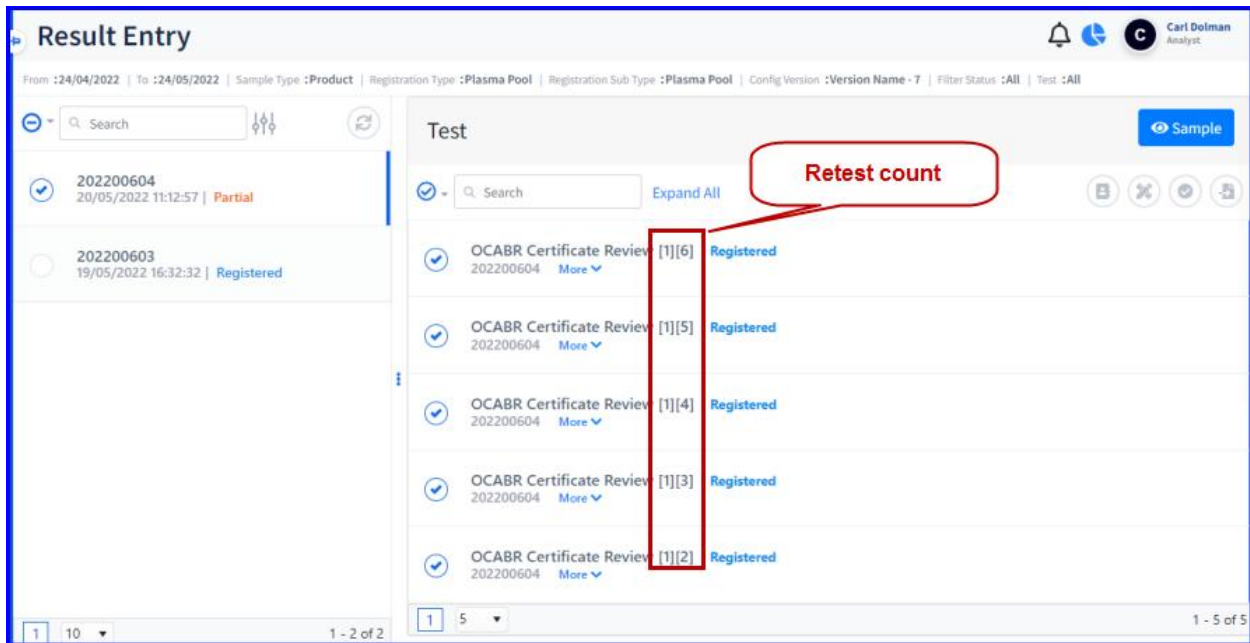 Result Entry
C
Carl Dolman
Analyst
From :24/04/2022 | To :24/05/2022 | Sample Type :Product | Registration Type :Plasma Pool | Registration Sub Type :Plasma Pool | Config Version :Version Name - 7 | Filter Status :All | Test :All
Search
202200604
20/05/2022 11:12:57 | Partial
202200603
19/05/2022 16:32:32 | Registered
1 10 1 - 2 of 2
Test
Sample
Retest count
Search Expand All
OCABR Certificate Review [1][6] Registered
202200604 More
OCABR Certificate Review [1][5] Registered
202200604 More
OCABR Certificate Review [1][4] Registered
202200604 More
OCABR Certificate Review [1][3] Registered
202200604 More
OCABR Certificate Review [1][2] Registered
202200604 More
1 5 1 - 5 of 5